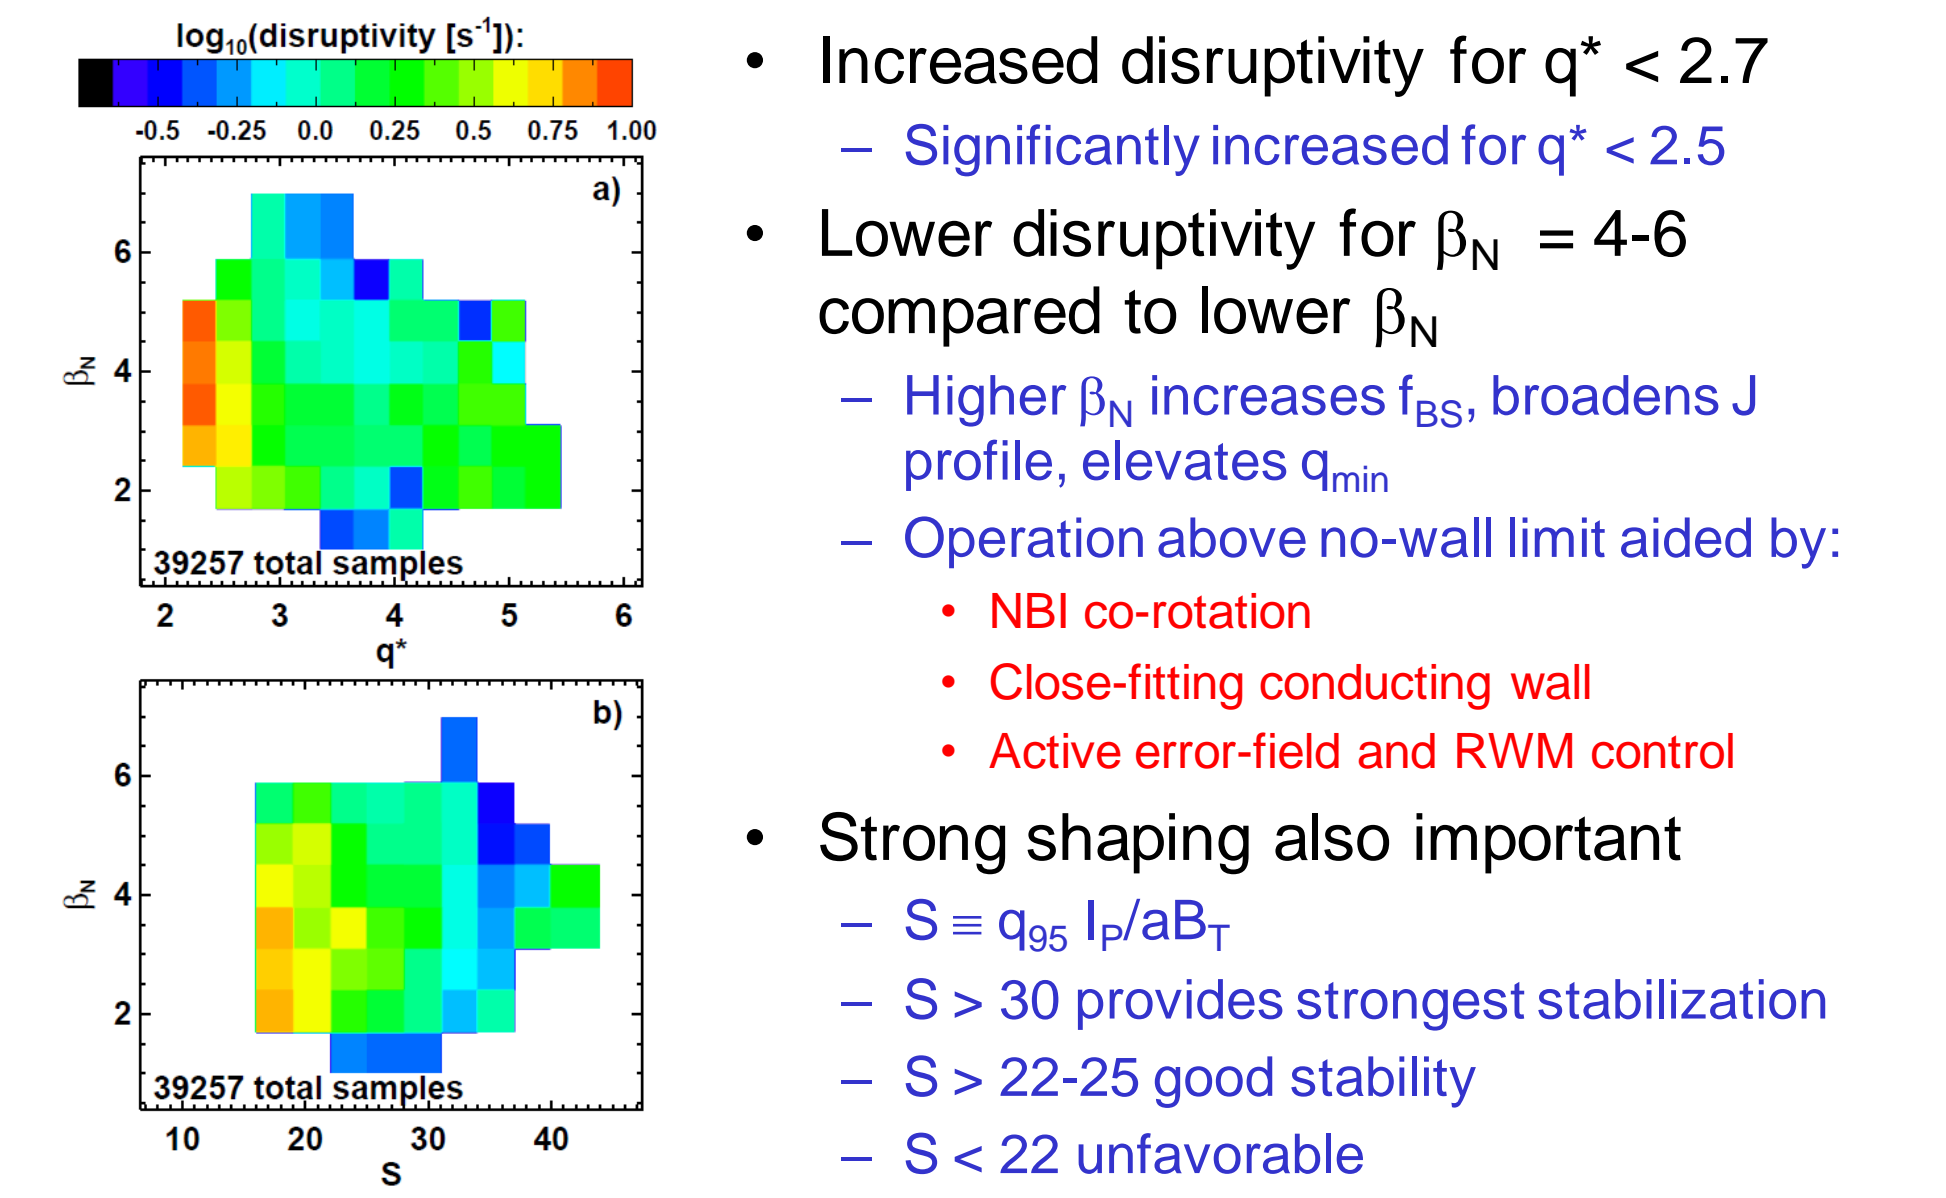 log₁₀(disruptivity [s⁻¹]):
-0.5 -0.25 0.0 0.25 0.5 0.75 1.00
a)
6
4
2
βN
39257 total samples
2 3 4 5 6
q*
b)
6
4
2
βN
39257 total samples
10 20 30 40
S
• Increased disruptivity for q* < 2.7
– Significantly increased for q* < 2.5
• Lower disruptivity for βN = 4-6
compared to lower βN
– Higher βN increases fBS, broadens J
profile, elevates qmin
– Operation above no-wall limit aided by:
• NBI co-rotation
• Close-fitting conducting wall
• Active error-field and RWM control
• Strong shaping also important
– S ≡ q95 IP/aBT
– S > 30 provides strongest stabilization
– S > 22-25 good stability
– S < 22 unfavorable